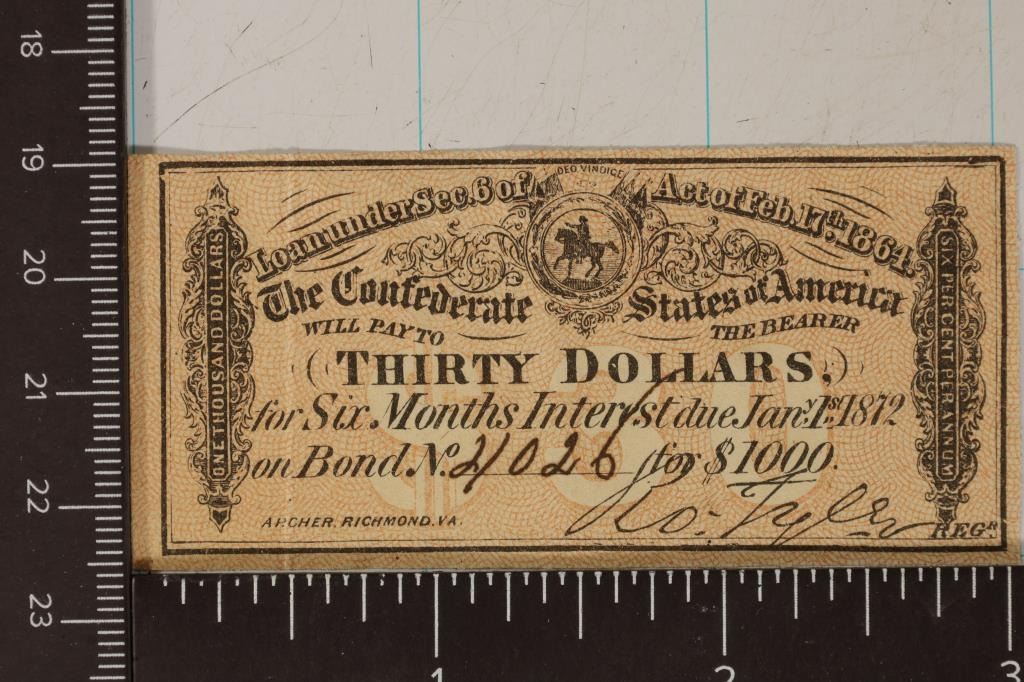 18
19
20
21
22
23
DEO VINDICE
Loan under Sec. 6 of Act of Feb. 17th 1864.
The Confederate States of America
WILL PAY TO THE BEARER
THIRTY DOLLARS,
for Six Months Interest due Jany. 1st. 1872
on Bond No. 4026 for $1000.
$30
Ro. Tyler
ARCHER, RICHMOND, VA.
REGR.
ONE THOUSAND DOLLARS
SIX PER CENT PER ANNUM
1 2 3